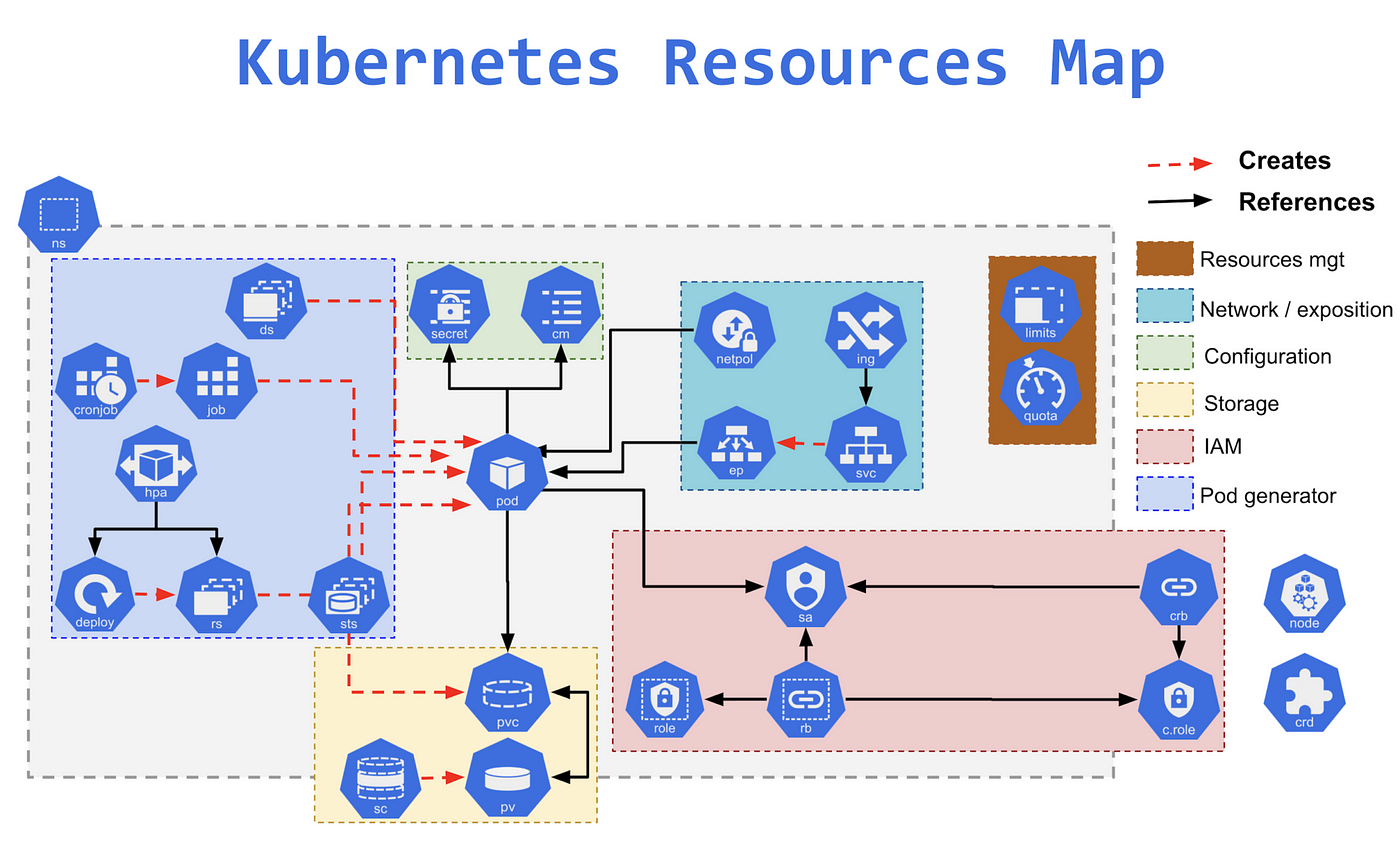 Kubernetes Resources Map
Creates
References
ns
Resources mgt
Network / exposition
Configuration
Storage
IAM
Pod generator
ds
secret
cm
netpol
ing
limits
cronjob
job
quota
hpa
pod
ep
svc
deploy
rs
sts
sa
crb
node
pvc
role
rb
c.role
crd
sc
pv